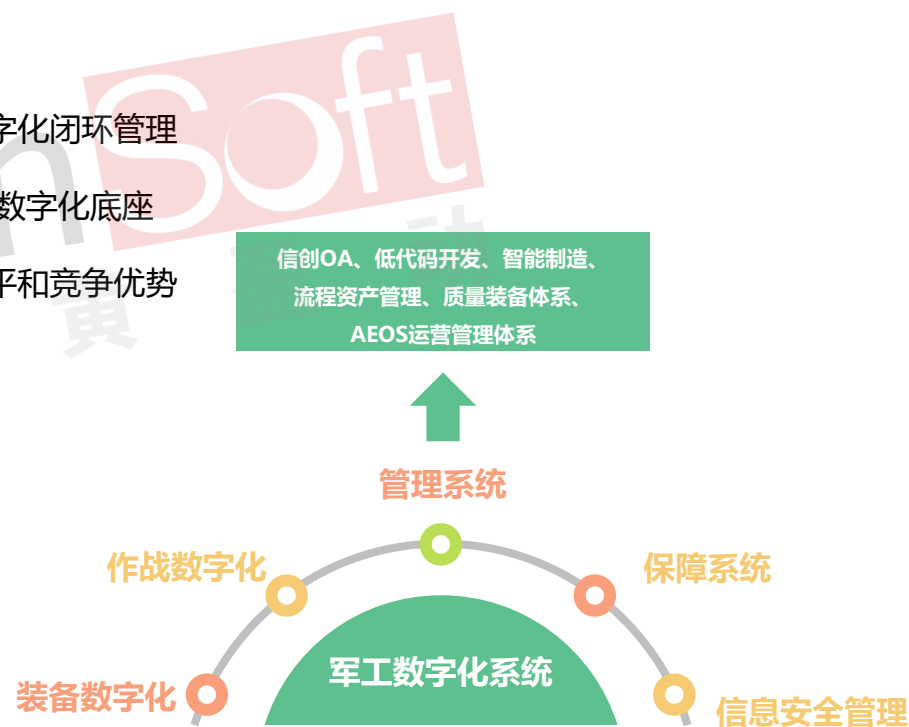 nSoft
字化闭环管理
数字化底座
平和竞争优势
信创OA、低代码开发、智能制造、
流程资产管理、质量装备体系、
AEOS运营管理体系
管理系统
作战数字化
保障系统
军工数字化系统
装备数字化
信息安全管理